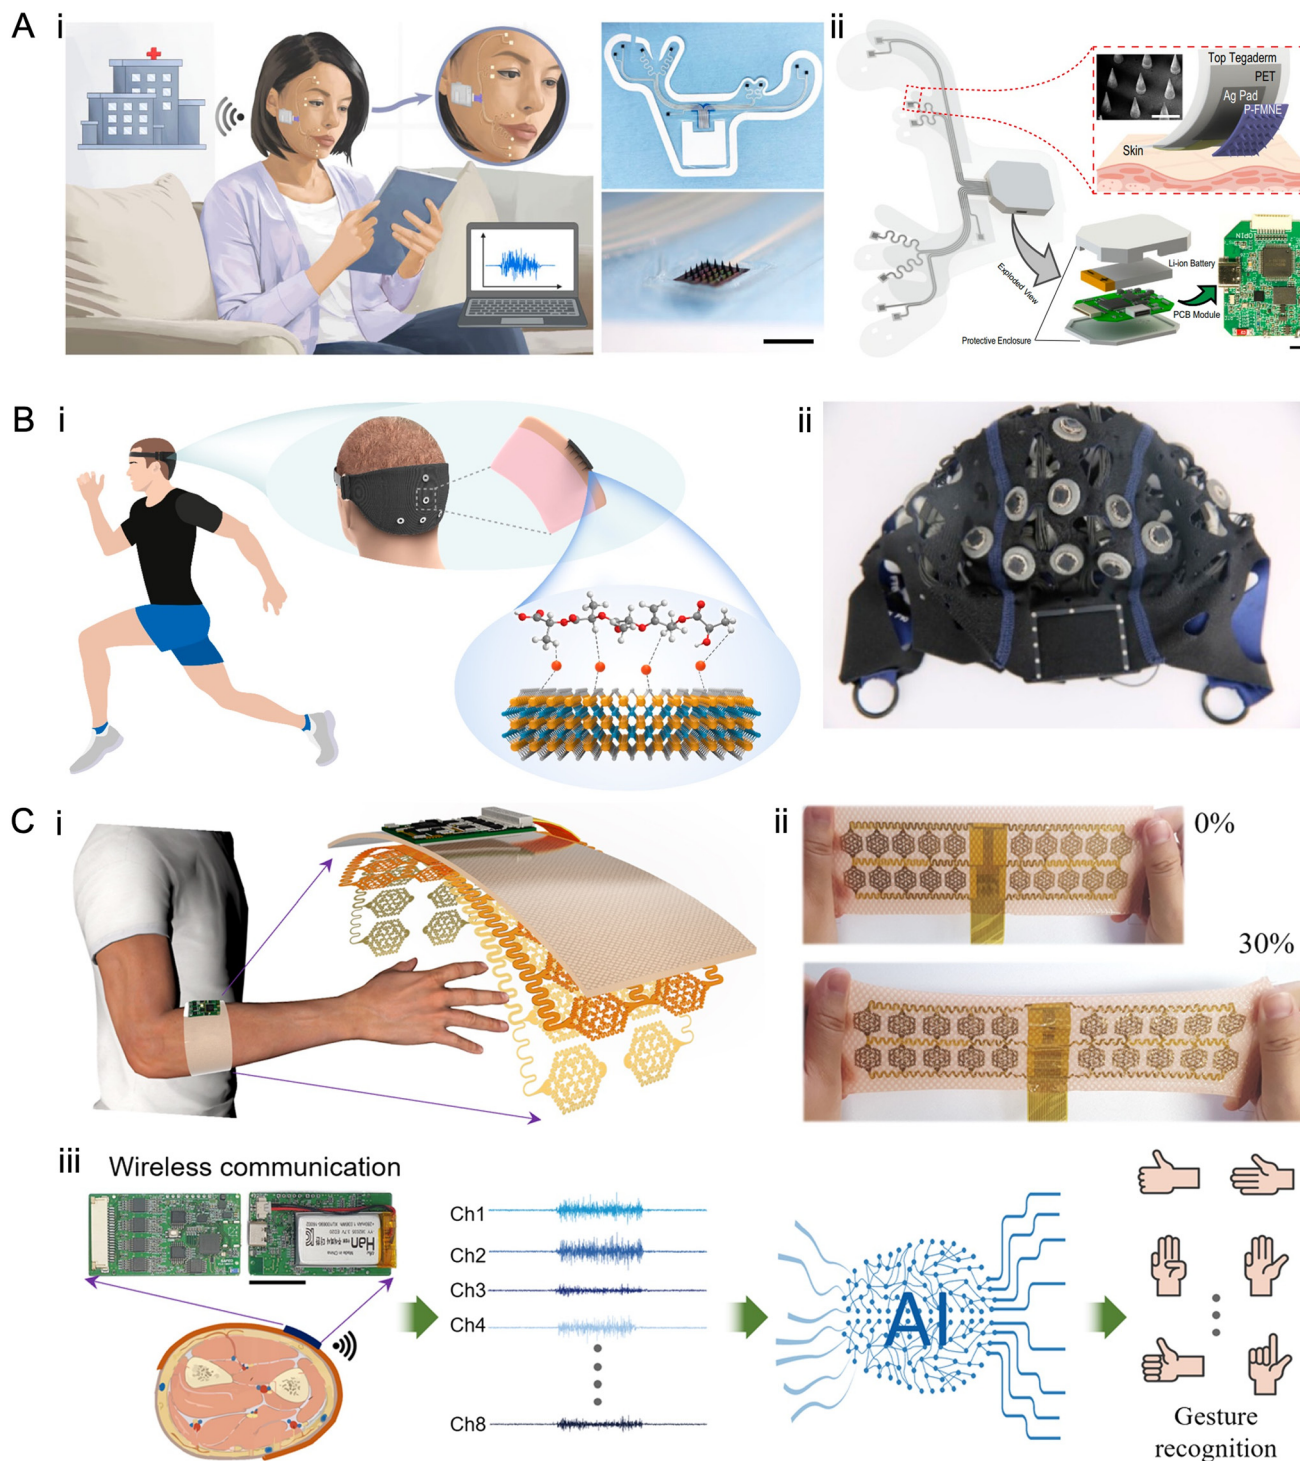 A
i
ii
Top Tegaderm
PET
Ag Pad
P-FMNE
Skin
Exploded View
Li-ion Battery
PCB Module
Protective Enclosure
B
i
ii
C
i
ii
0%
30%
iii
Wireless communication
Han
Ch1
Ch2
Ch3
Ch4
Ch8
AI
Gesture
recognition